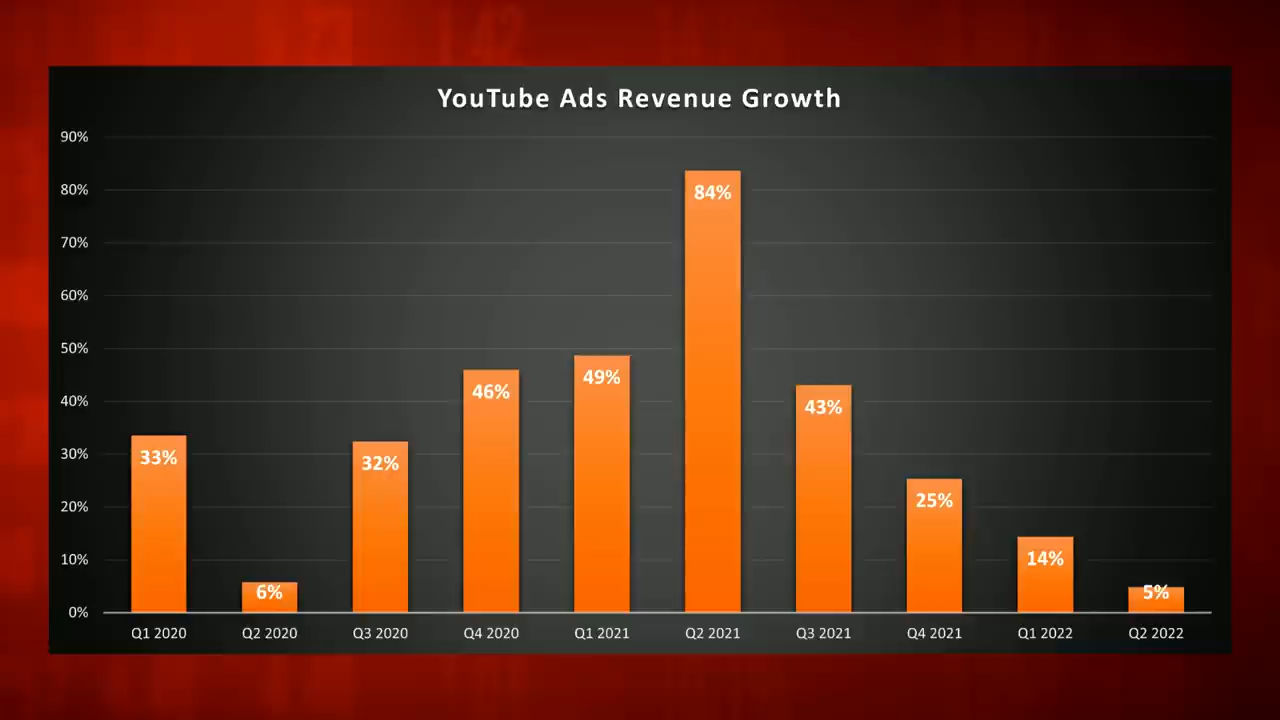 YouTube Ads Revenue Growth
90%
80%
70%
60%
50%
40%
30%
20%
10%
0%
33%
6%
32%
46%
49%
84%
43%
25%
14%
5%
Q1 2020
Q2 2020
Q3 2020
Q4 2020
Q1 2021
Q2 2021
Q3 2021
Q4 2021
Q1 2022
Q2 2022